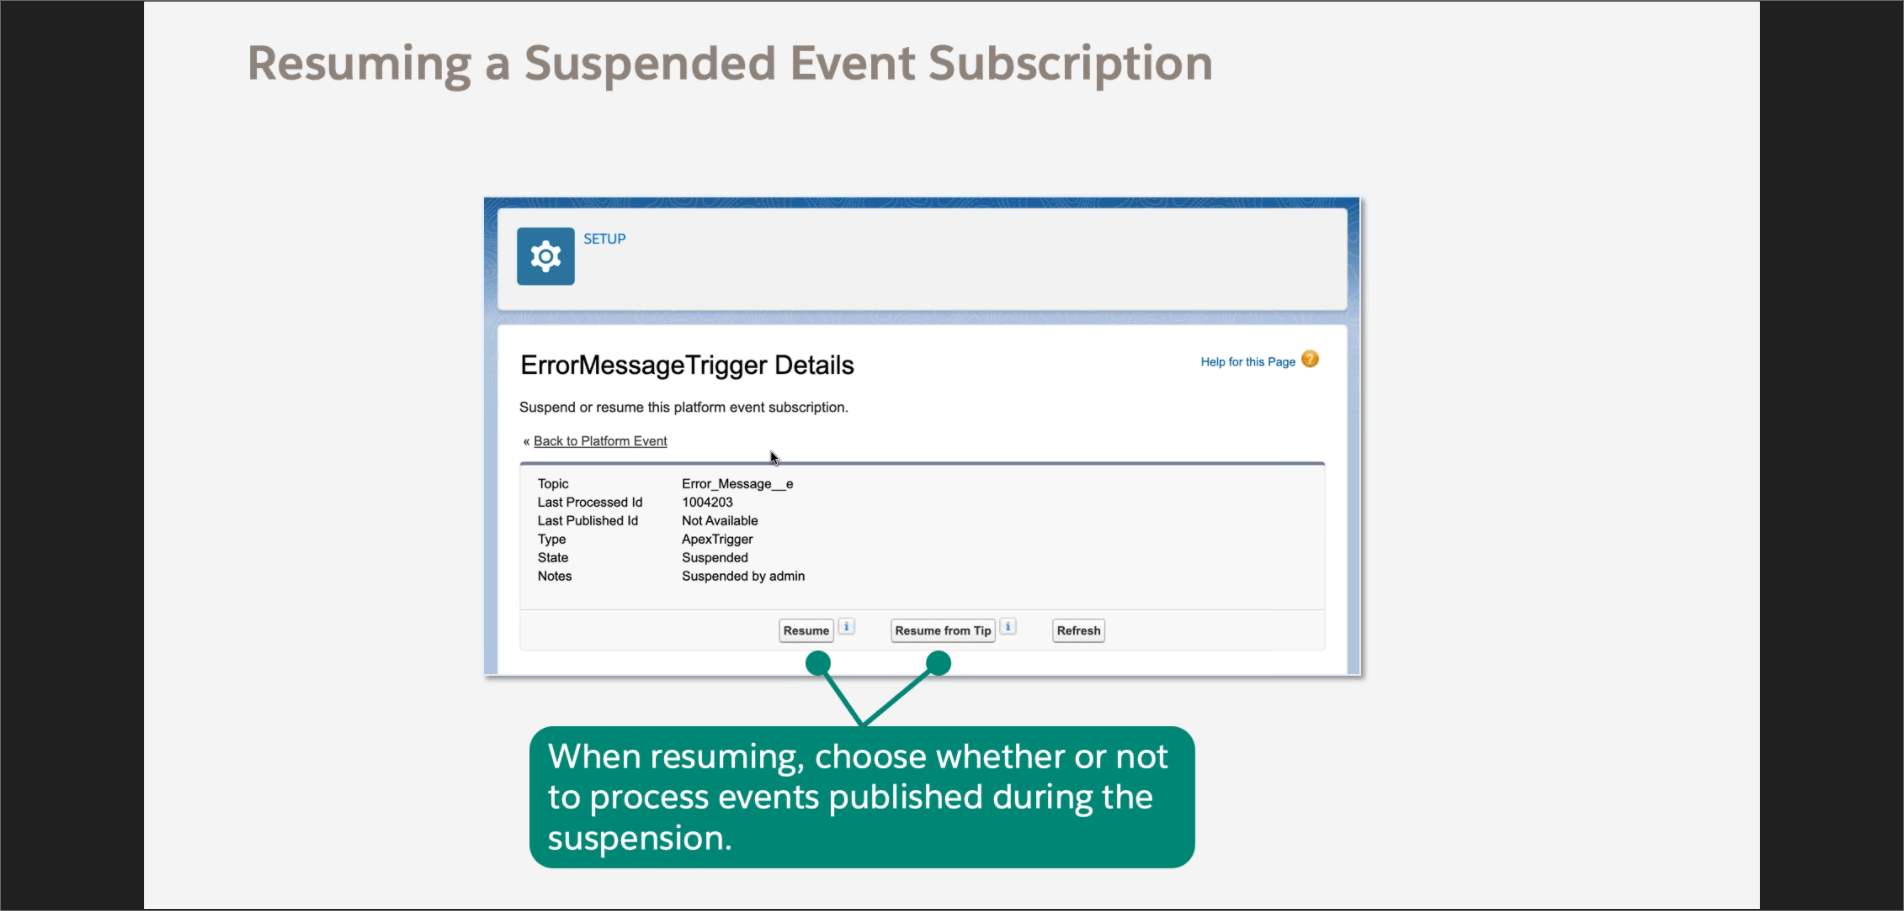 Resuming a Suspended Event Subscription
SETUP
ErrorMessageTrigger Details
Help for this Page ?
Suspend or resume this platform event subscription.
« Back to Platform Event
Topic Error_Message__e
Last Processed Id 1004203
Last Published Id Not Available
Type ApexTrigger
State Suspended
Notes Suspended by admin
Resume i Resume from Tip i Refresh
When resuming, choose whether or not
to process events published during the
suspension.